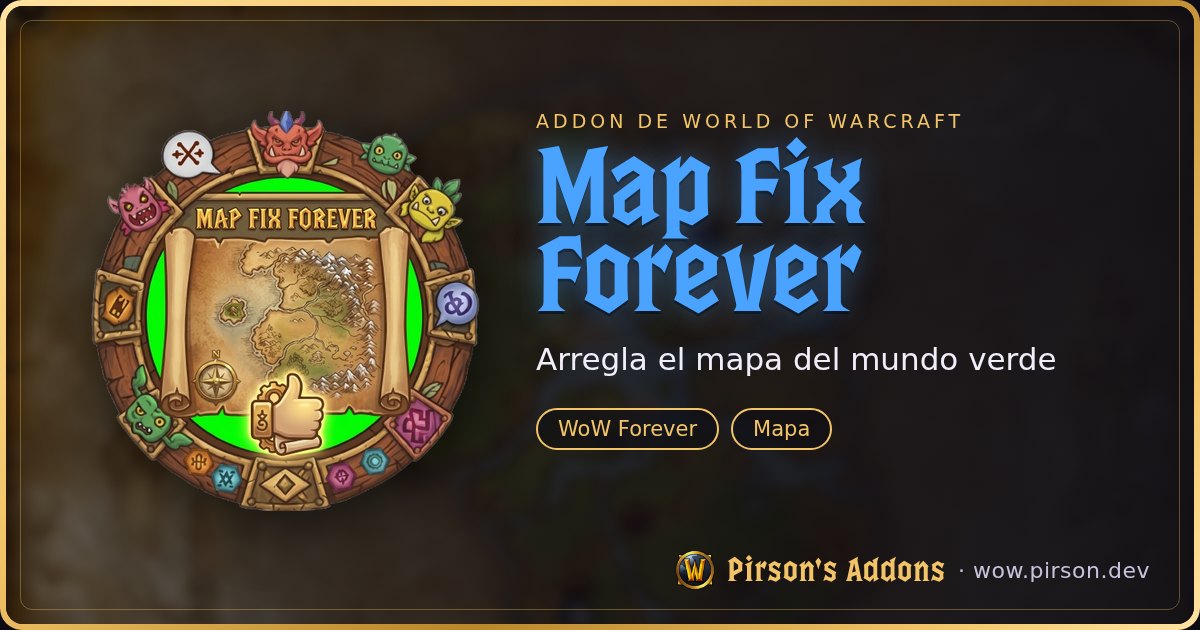 ADDON DE WORLD OF WARCRAFT
Map Fix
Forever
Arregla el mapa del mundo verde
WoW Forever
Mapa
MAP FIX FOREVER
N
W
Pirson's Addons · wow.pirson.dev